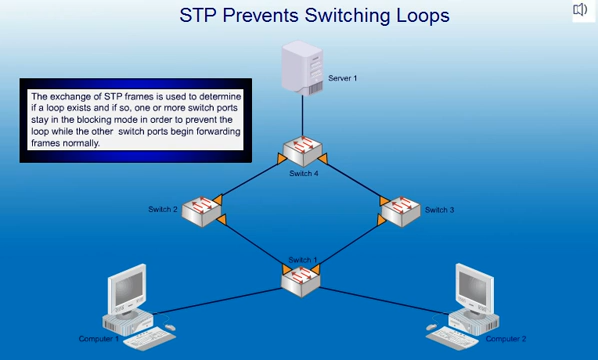 STP Prevents Switching Loops
Server 1
The exchange of STP frames is used to determine
if a loop exists and if so, one or more switch ports
stay in the blocking mode in order to prevent the
loop while the other switch ports begin forwarding
frames normally.
Switch 4
Switch 2
Switch 3
Switch 1
Computer 1
Computer 2